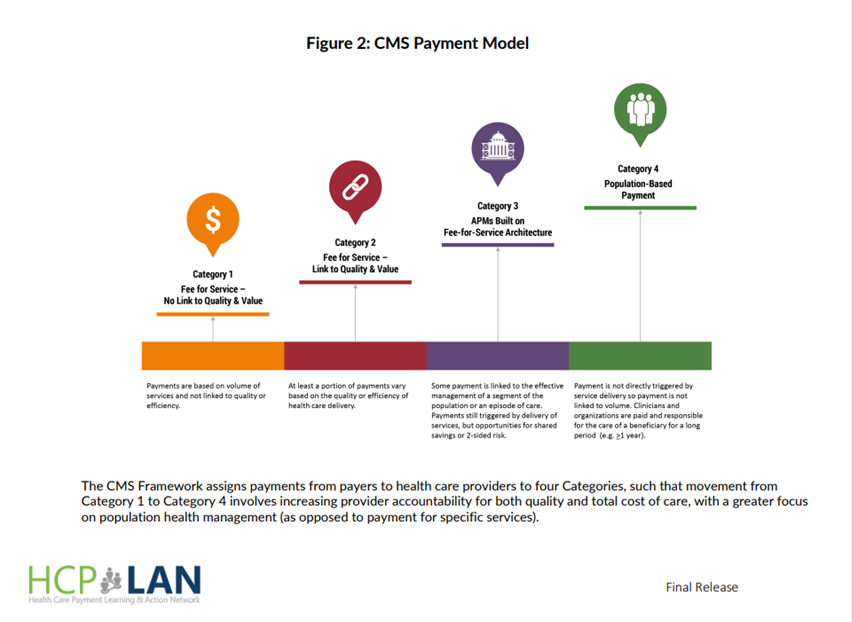 Figure 2: CMS Payment Model
$
Category 1
Fee for Service –
No Link to Quality & Value
Category 2
Fee for Service –
Link to Quality & Value
Category 3
APMs Built on
Fee-for-Service Architecture
Category 4
Population-Based
Payment
Payments are based on volume of
services and not linked to quality or
efficiency.
At least a portion of payments vary
based on the quality or efficiency of
health care delivery.
Some payment is linked to the effective
management of a segment of the
population or an episode of care.
Payments still triggered by delivery of
services, but opportunities for shared
savings or 2-sided risk.
Payment is not directly triggered by
service delivery so payment is not
linked to volume. Clinicians and
organizations are paid and responsible
for the care of a beneficiary for a long
period (e.g. ≥1 year).
The CMS Framework assigns payments from payers to health care providers to four Categories, such that movement from
Category 1 to Category 4 involves increasing provider accountability for both quality and total cost of care, with a greater focus
on population health management (as opposed to payment for specific services).
HCP LAN
Health Care Payment Learning & Action Network
Final Release